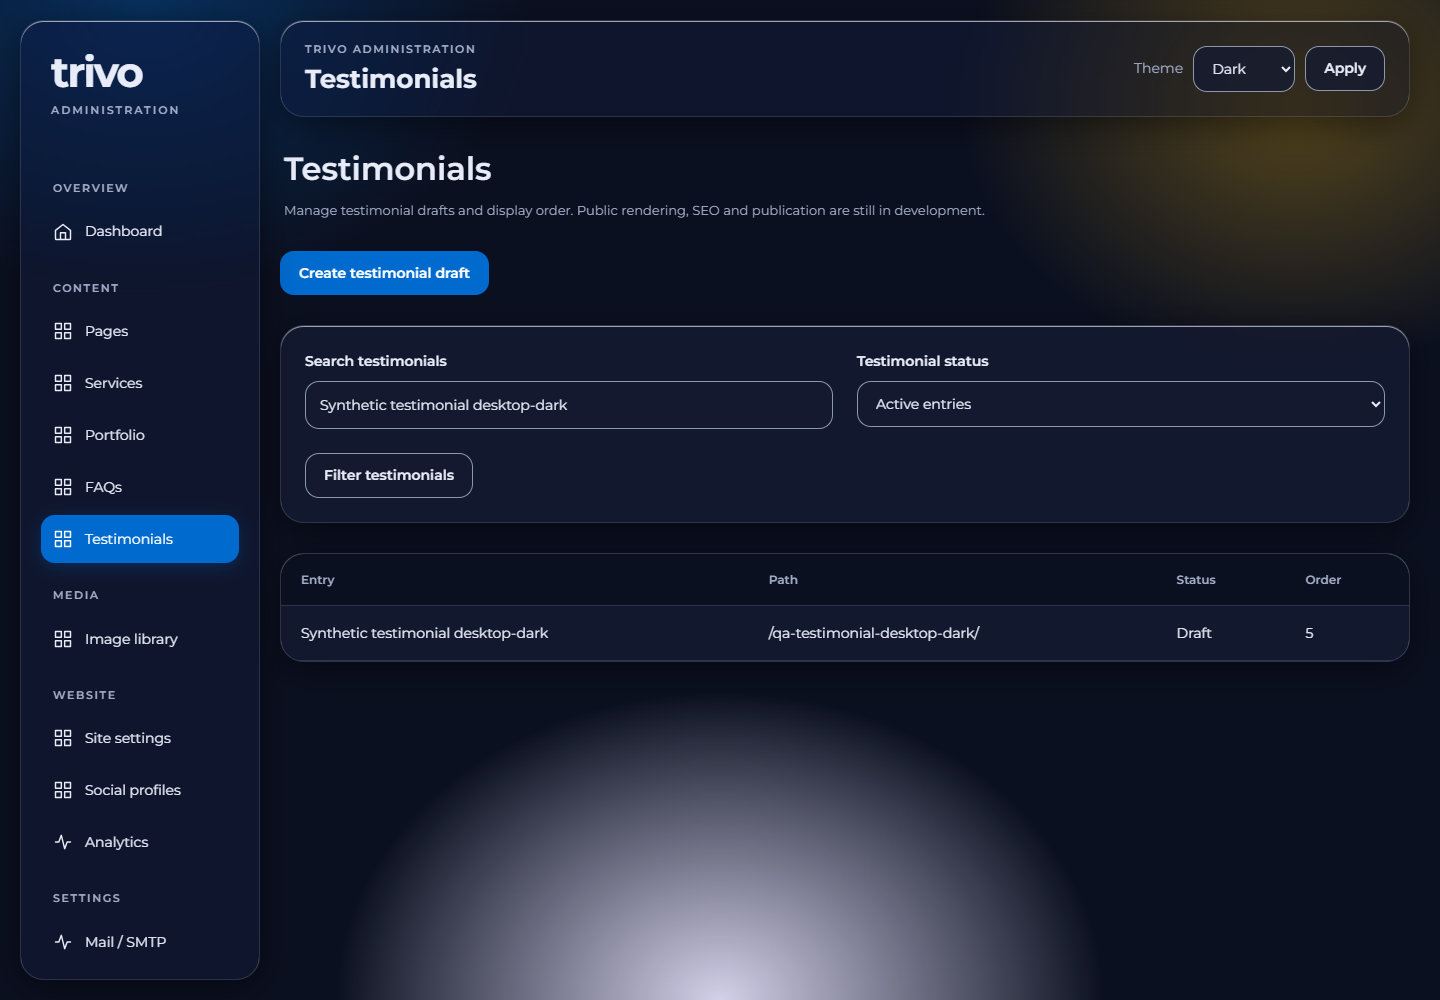 trivo
ADMINISTRATION
OVERVIEW
Dashboard
CONTENT
Pages
Services
Portfolio
FAQs
Testimonials
MEDIA
Image library
WEBSITE
Site settings
Social profiles
Analytics
SETTINGS
Mail / SMTP
TRIVO ADMINISTRATION
Testimonials
Theme Dark Apply
Testimonials
Manage testimonial drafts and display order. Public rendering, SEO and publication are still in development.
Create testimonial draft
Search testimonials Testimonial status
Synthetic testimonial desktop-dark Active entries
Filter testimonials
Entry Path Status Order
Synthetic testimonial desktop-dark /qa-testimonial-desktop-dark/ Draft 5